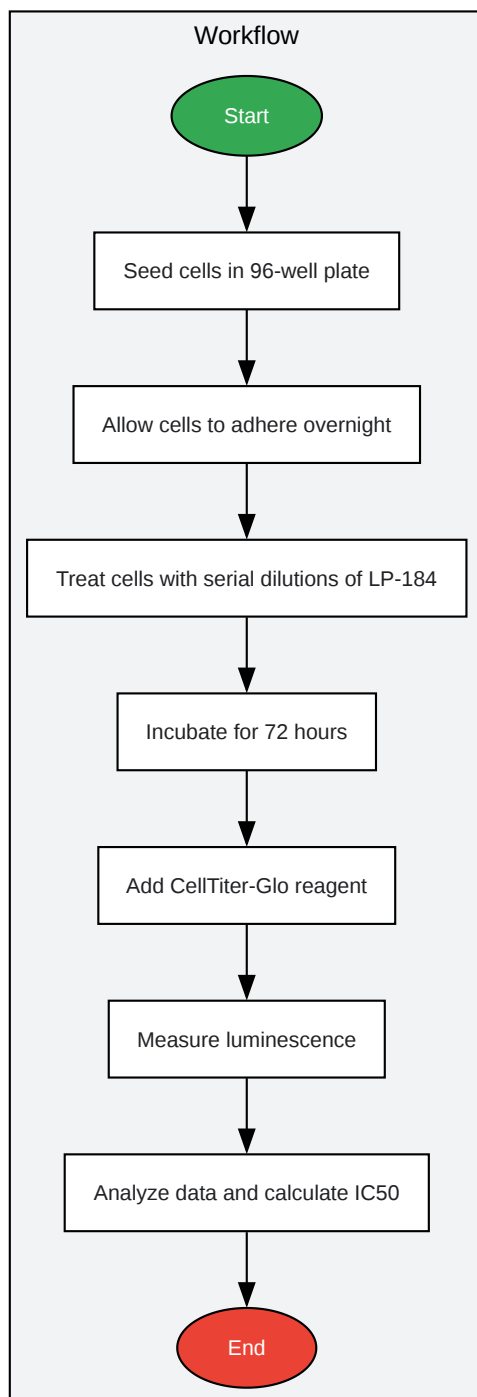 Workflow
Start
Seed cells in 96-well plate
Allow cells to adhere overnight
Treat cells with serial dilutions of LP-184
Incubate for 72 hours
Add CellTiter-Glo reagent
Measure luminescence
Analyze data and calculate IC50
End